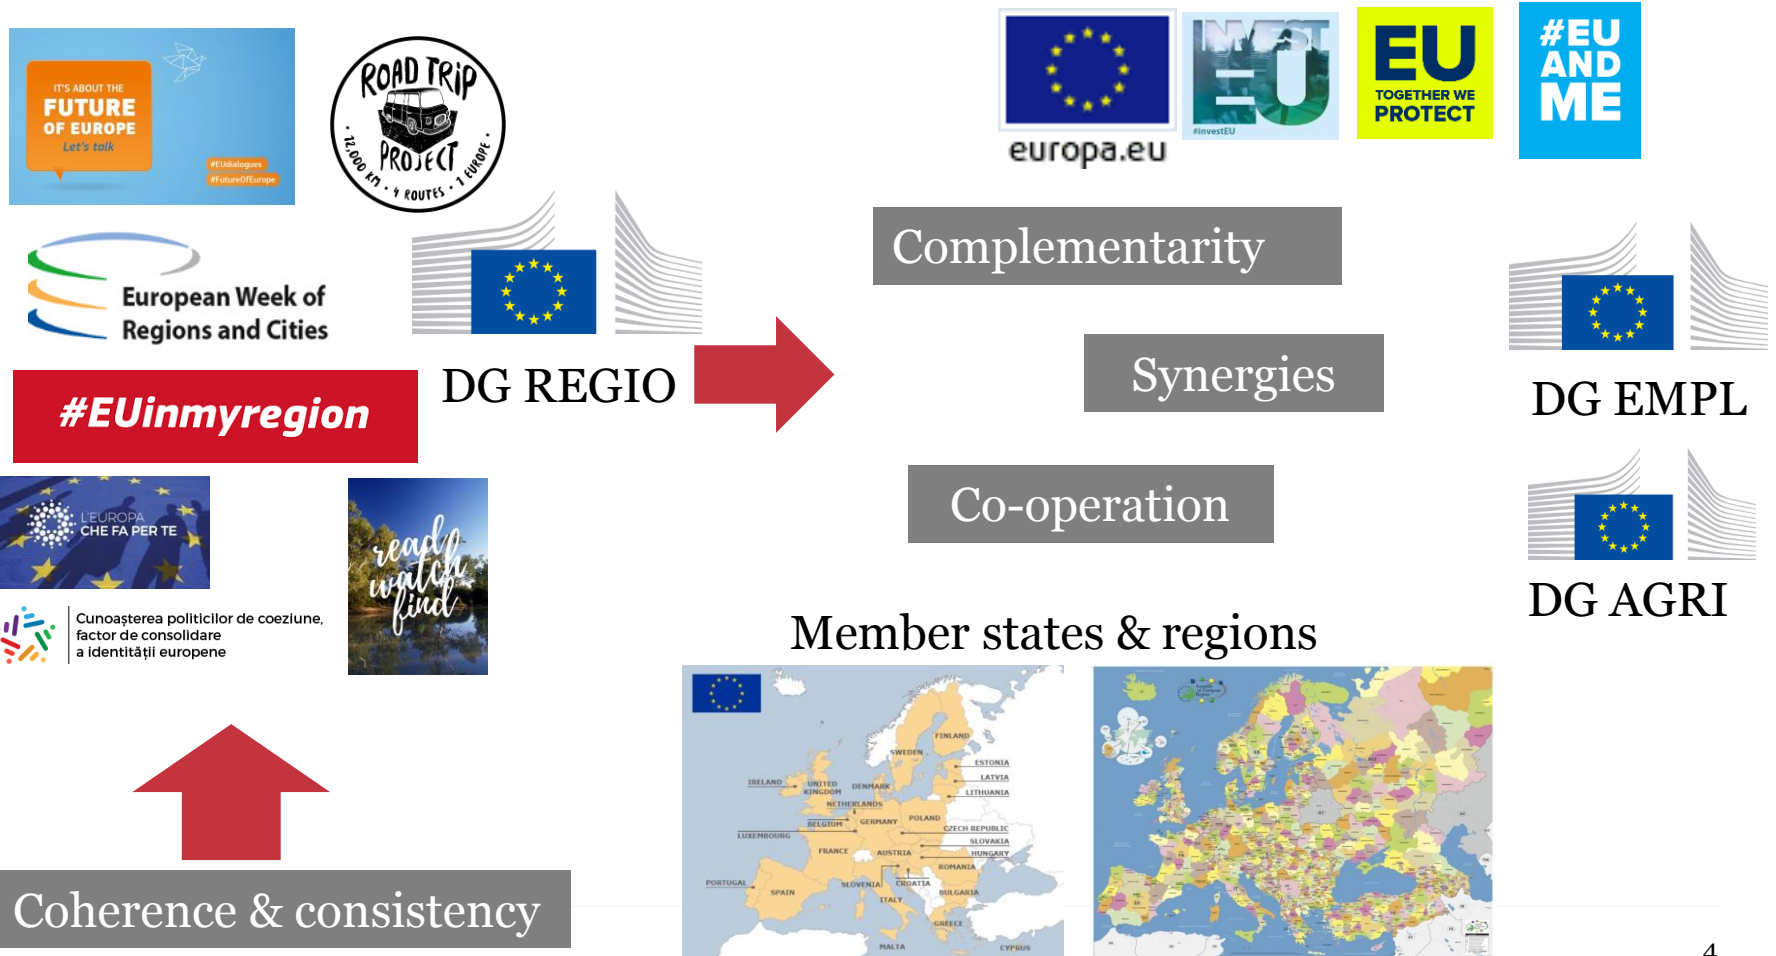 IT'S ABOUT THE
FUTURE
OF EUROPE
Let's talk
#EUdialogues
#FutureOfEurope
ROAD TRIP
PROJECT
12,000 KM · 4 ROUTES · 1 EUROPE
europa.eu
INVEST
EU
#investEU
EU
TOGETHER WE
PROTECT
#EU
AND
ME
European Week of
Regions and Cities
DG REGIO
#EUinmyregion
L'EUROPA
CHE FA PER TE
read
watch
find
Cunoașterea politicilor de coeziune,
factor de consolidare
a identității europene
Coherence & consistency
Complementarity
Synergies
Co-operation
DG EMPL
DG AGRI
Member states & regions
FINLAND
SWEDEN
ESTONIA
LATVIA
LITHUANIA
IRELAND
UNITED
KINGDOM
DENMARK
NETHERLANDS
BELGIUM
GERMANY
POLAND
LUXEMBOURG
CZECH REPUBLIC
SLOVAKIA
HUNGARY
FRANCE
AUSTRIA
ROMANIA
PORTUGAL
SPAIN
SLOVENIA
CROATIA
BULGARIA
ITALY
GREECE
MALTA
CYPRUS
4